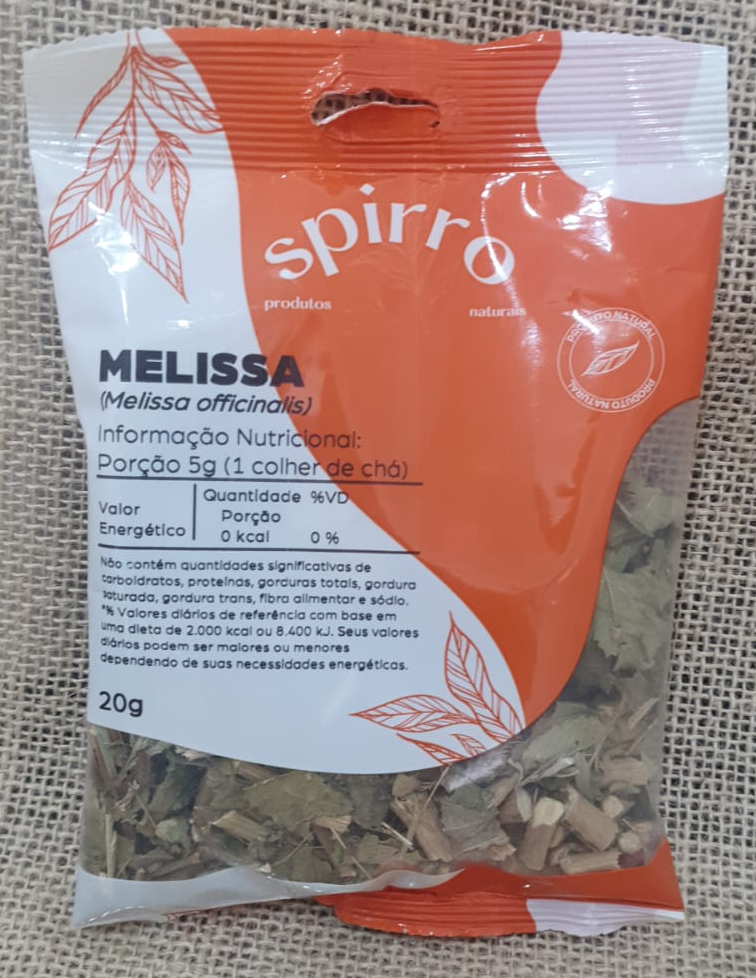 spirro
produtos naturais
PRODUTO NATURAL
PRODUTO NATURAL
MELISSA
(Melissa officinalis)
Informação Nutricional:
Porção 5g (1 colher de chá)
Quantidade %VD
Valor Porção
Energético 0 kcal 0 %
Não contém quantidades significativas de
carboidratos, proteínas, gorduras totais, gordura
saturada, gordura trans, fibra alimentar e sódio.
*% Valores diários de referência com base em
uma dieta de 2.000 kcal ou 8.400 kJ. Seus valores
diários podem ser maiores ou menores
dependendo de suas necessidades energéticas.
20g